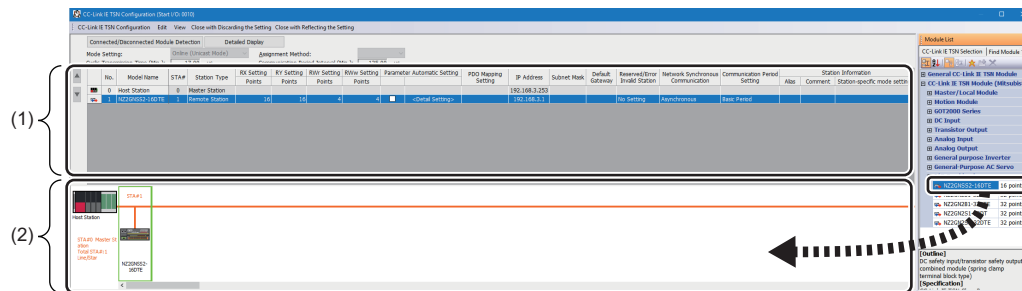 CC-Link IE TSN Configuration (Start I/O: 0010)
CC-Link IE TSN Configuration Edit View Close with Discarding the Setting Close with Reflecting the Setting
Connected/Disconnected Module Detection Detailed Display
Mode Setting: Online (Unicast Mode) Assignment Method:
No. Model Name STA# Station Type RX Setting RY Setting RWr Setting RWw Setting Parameter Automatic Setting PDO Mapping Setting IP Address Subnet Mask Default Gateway Reserved/Error Invalid Station Network Synchronous Communication Communication Period Setting Station Information
Points Points Points Points Alias Comment Station-specific mode settin
0 Host Station 0 Master Station 192.168.3.253
1 NZ2GNSS2-16DTE 1 Remote Station 16 16 4 4 <Detail Setting> 192.168.3.1 No Setting Asynchronous Basic Period
(1)
(2)
STA#1
Host Station
STA#0 Master St
ation
Total STA#:1
Line/Star
NZ2GNSS2-
16DTE
Module List
CC-Link IE TSN Selection Find Module
General CC-Link IE TSN Module
CC-Link IE TSN Module (Mitsubis
Master/Local Module
Motion Module
GOT2000 Series
DC Input
Transistor Output
Analog Input
Analog Output
General purpose Inverter
General-Purpose AC Servo
NZ2GNSS2-16DTE 16 point
32 point
32 point
32 point
[Outline]
DC safety input/transistor safety output
combined module (spring clamp
terminal block type)
[Specification]